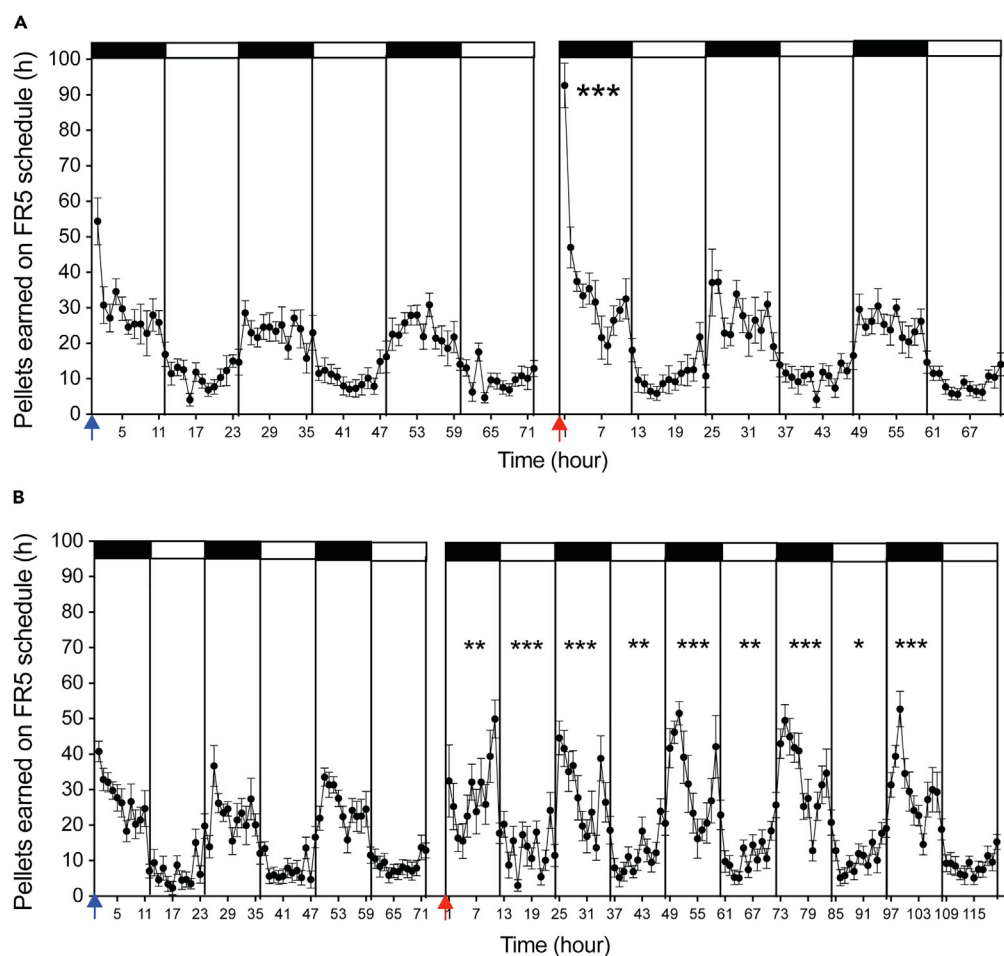 A
Pellets earned on FR5 schedule (h)
100
90
80
70
60
50
40
30
20
10
0
***
5 11 17 23 29 35 41 47 53 59 65 71
1 7 13 19 25 31 37 43 49 55 61 67
Time (hour)
B
Pellets earned on FR5 schedule (h)
100
90
80
70
60
50
40
30
20
10
0
** *** *** ** *** ** *** * ***
5 11 17 23 29 35 41 47 53 59 65 71
1 7 13 19 25 31 37 43 49 55 61 67 73 79 85 91 97 103 109 115
Time (hour)